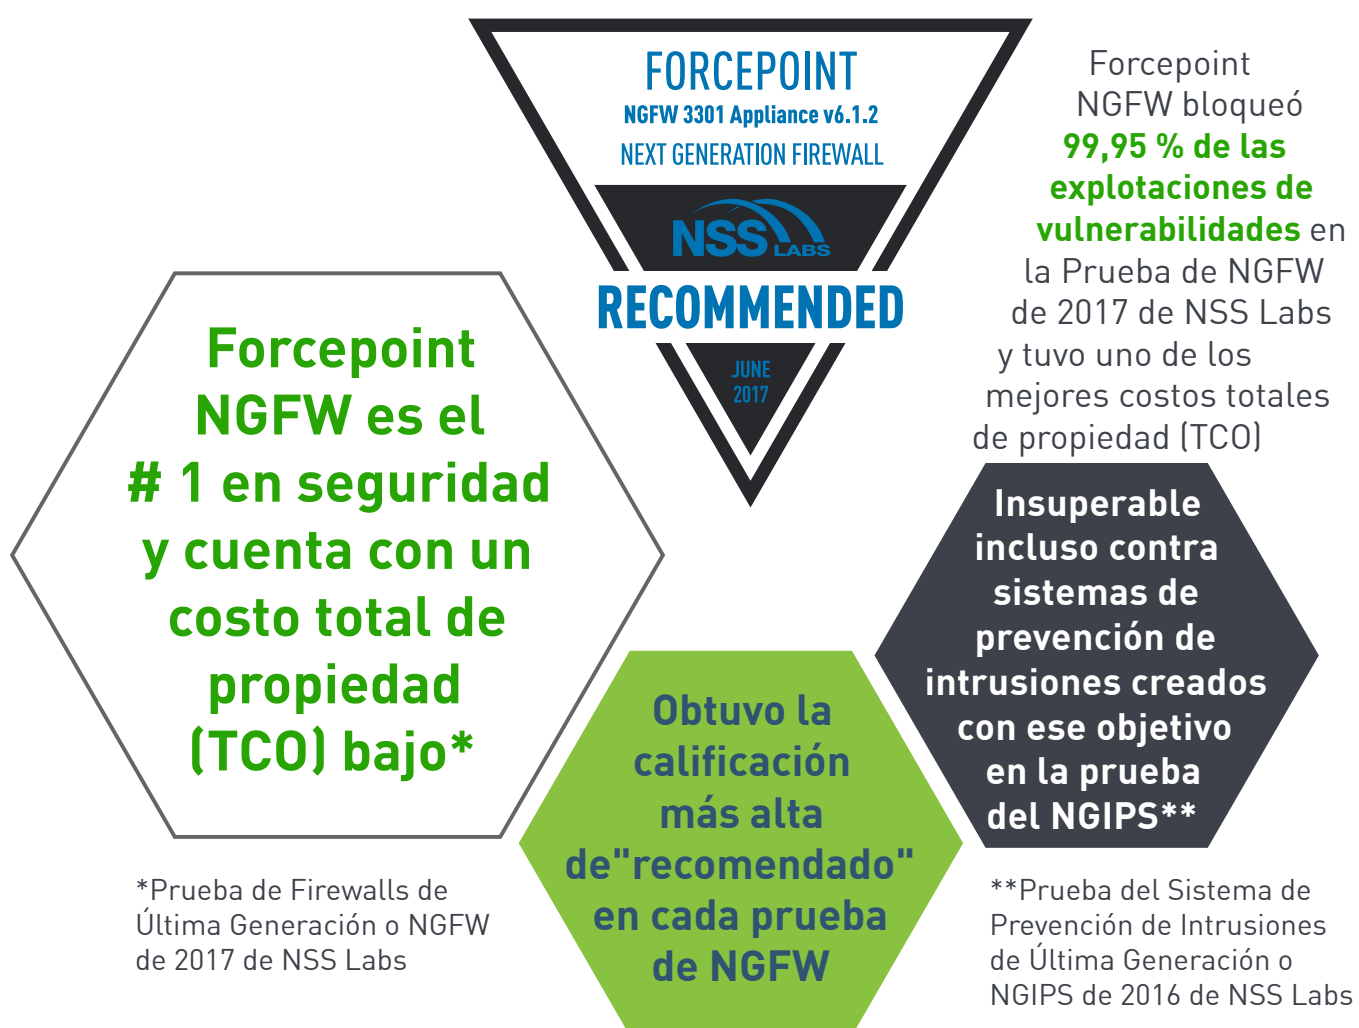 FORCEPOINT
NGFW 3301 Appliance v6.1.2
NEXT GENERATION FIREWALL
NSS LABS
RECOMMENDED
JUNE
2017
Forcepoint
NGFW bloqueó
99,95 % de las
explotaciones de
vulnerabilidades en
la Prueba de NGFW
de 2017 de NSS Labs
y tuvo uno de los
mejores costos totales
de propiedad (TCO)
Forcepoint
NGFW es el
# 1 en seguridad
y cuenta con un
costo total de
propiedad
(TCO) bajo*
Insuperable
incluso contra
sistemas de
prevención de
intrusiones creados
con ese objetivo
en la prueba
del NGIPS**
Obtuvo la
calificación
más alta
de"recomendado"
en cada prueba
de NGFW
*Prueba de Firewalls de
Última Generación o NGFW
de 2017 de NSS Labs
**Prueba del Sistema de
Prevención de Intrusiones
de Última Generación o
NGIPS de 2016 de NSS Labs